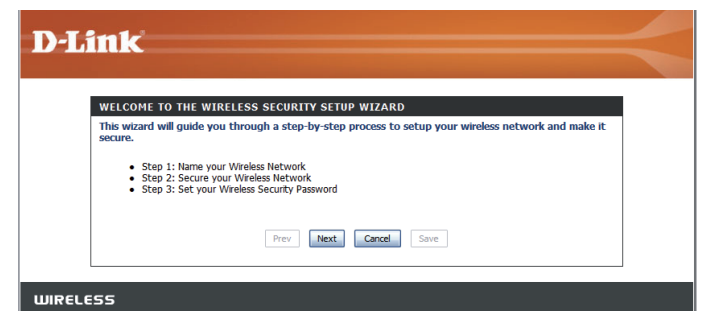 D-Link
WELCOME TO THE WIRELESS SECURITY SETUP WIZARD
This wizard will guide you through a step-by-step process to setup your wireless network and make it
secure.
• Step 1: Name your Wireless Network
• Step 2: Secure your Wireless Network
• Step 3: Set your Wireless Security Password
Prev Next Cancel Save
WIRELESS